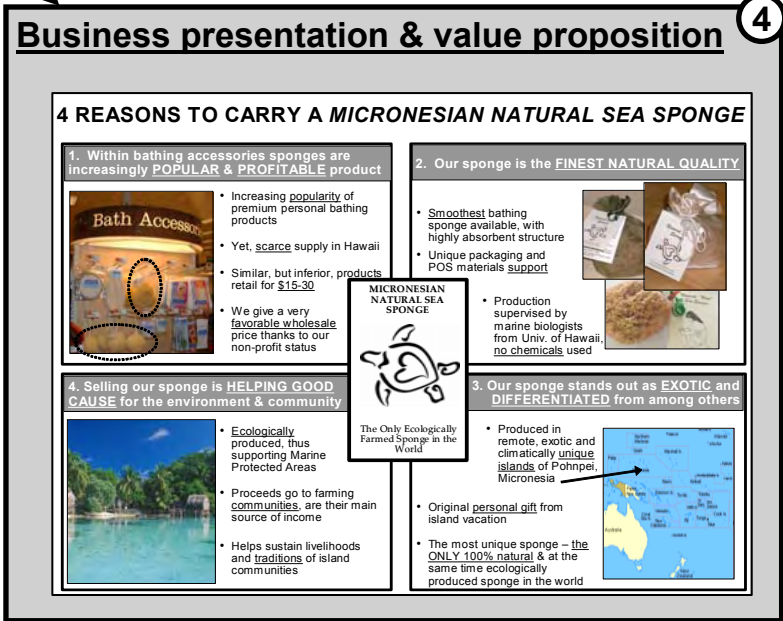 4
Business presentation & value proposition
4 REASONS TO CARRY A MICRONESIAN NATURAL SEA SPONGE
1. Within bathing accessories sponges are
increasingly POPULAR & PROFITABLE product
Bath Accessor
• Increasing popularity of
premium personal bathing
products
• Yet, scarce supply in Hawaii
• Similar, but inferior, products
retail for $15-30
• We give a very
favorable wholesale
price thanks to our
non-profit status
2. Our sponge is the FINEST NATURAL QUALITY
• Smoothest bathing
sponge available, with
highly absorbent structure
• Unique packaging and
POS materials support
• Production
supervised by
marine biologists
from Univ. of Hawaii,
no chemicals used
MICRONESIAN
NATURAL SEA
SPONGE
The Only Ecologically
Farmed Sponge in the
World
4. Selling our sponge is HELPING GOOD
CAUSE for the environment & community
• Ecologically
produced, thus
supporting Marine
Protected Areas
• Proceeds go to farming
communities, are their main
source of income
• Helps sustain livelihoods
and traditions of island
communities
3. Our sponge stands out as EXOTIC and
DIFFERENTIATED from among others
• Produced in
remote, exotic and
climatically unique
islands of Pohnpei,
Micronesia
• Original personal gift from
island vacation
• The most unique sponge – the
ONLY 100% natural & at the
same time ecologically
produced sponge in the world
Australia